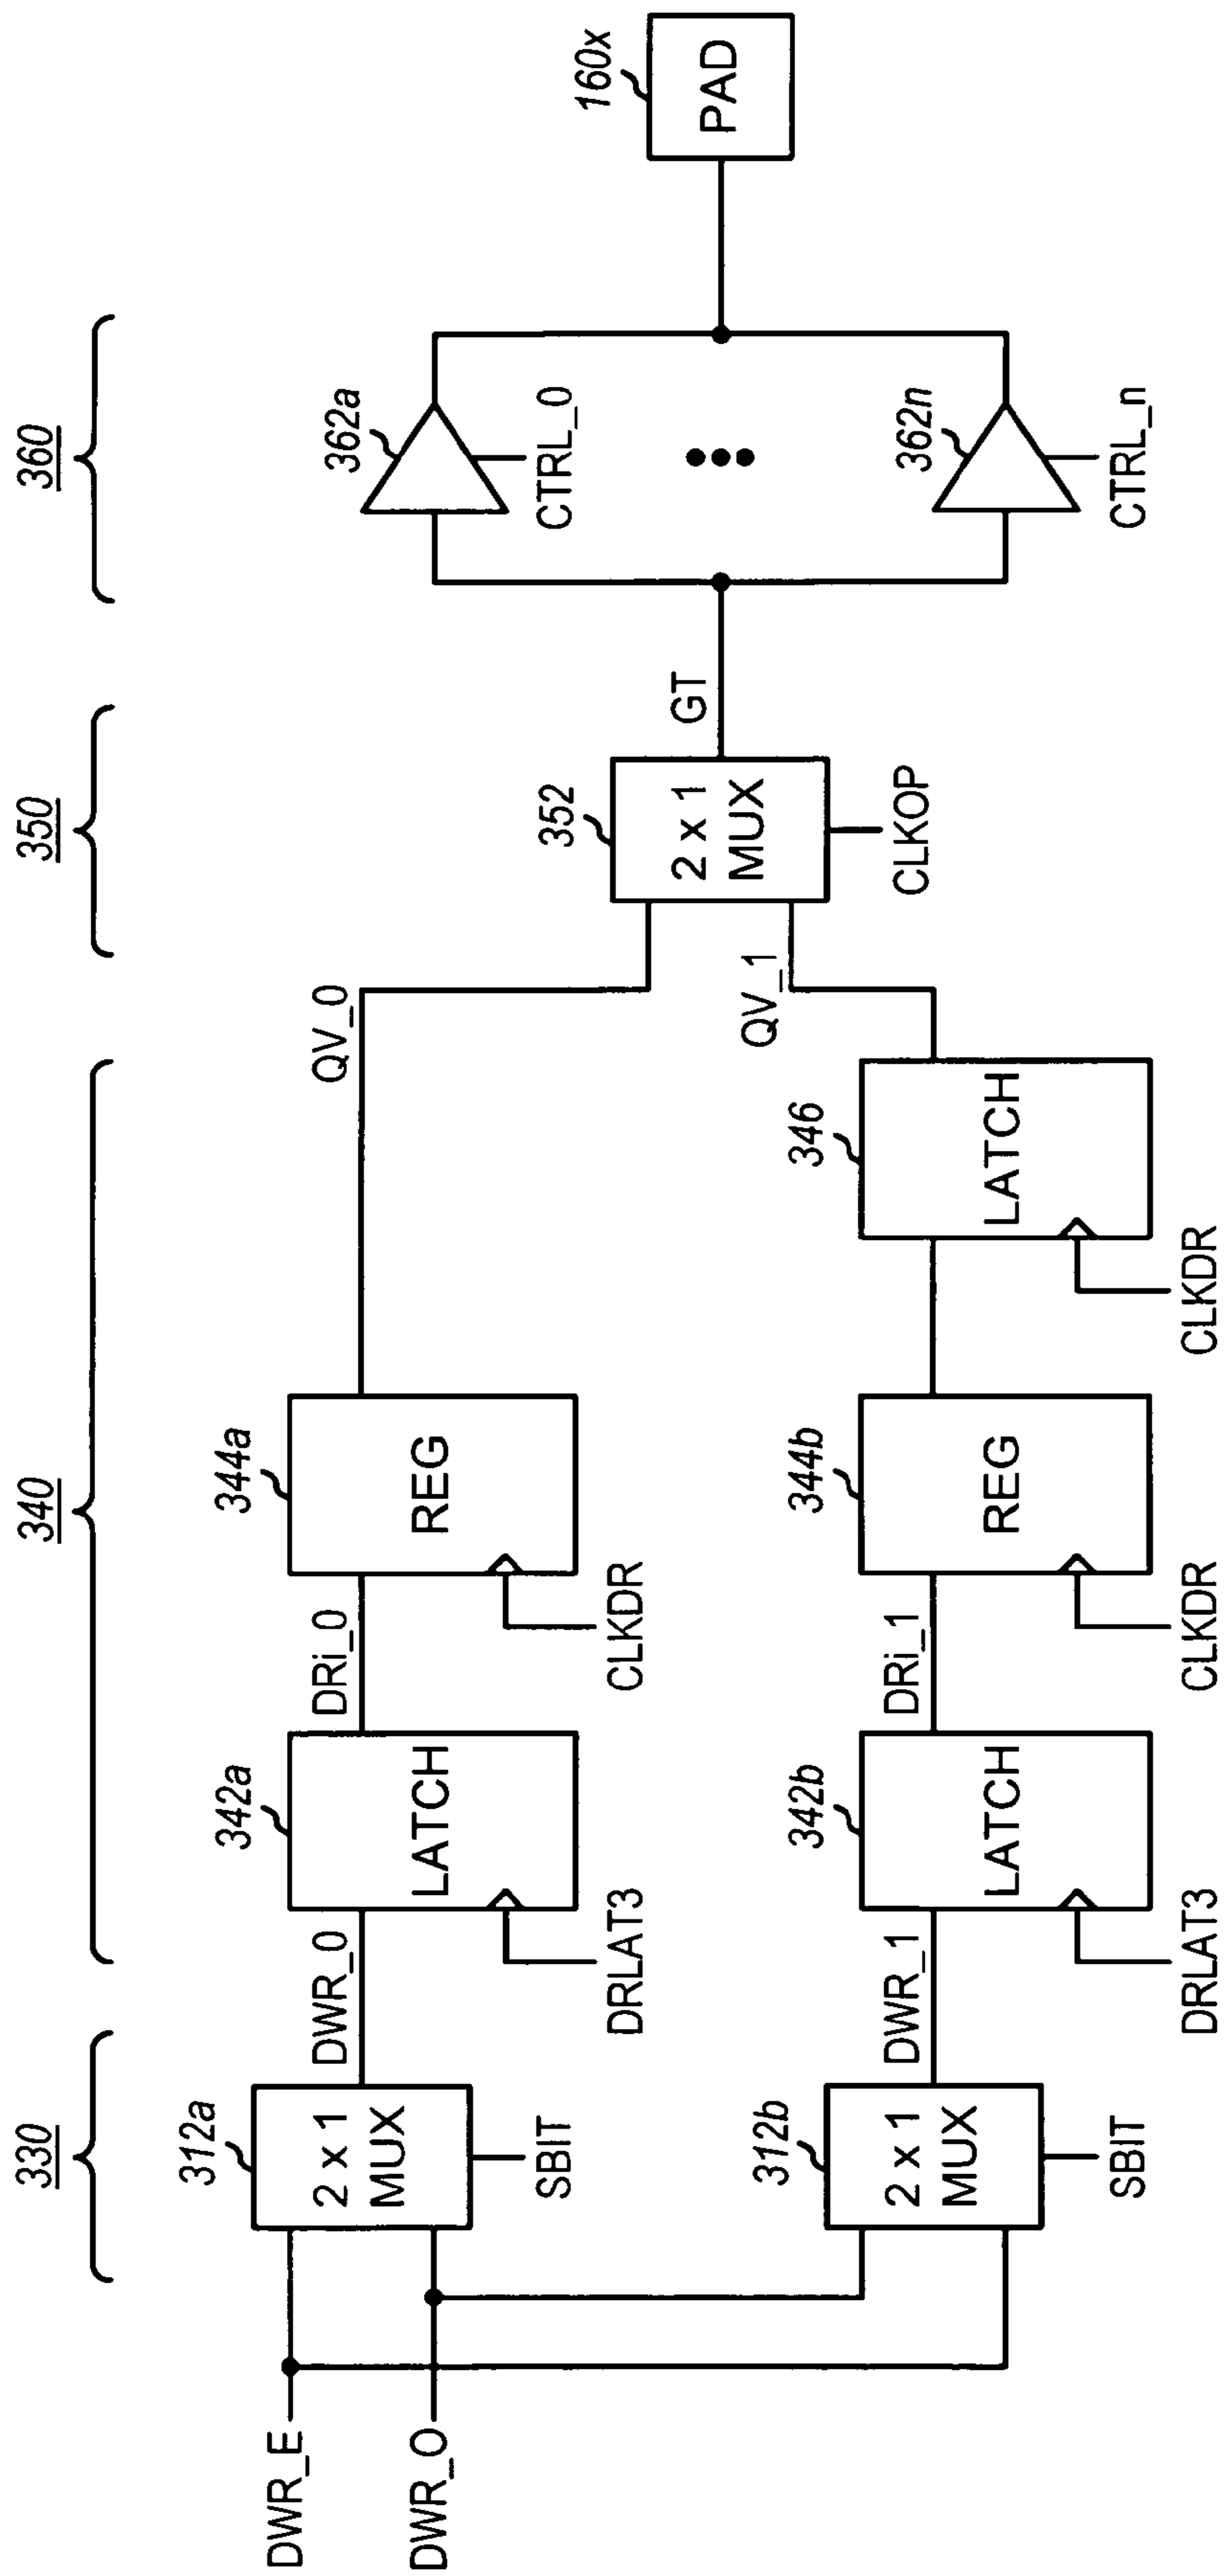 330
340
350
360
DWR_E
DWR_O
312a
2 x 1
MUX
SBIT
DWR_0
342a
LATCH
DRLAT3
DRi_0
344a
REG
CLKDR
QV_0
312b
2 x 1
MUX
SBIT
DWR_1
342b
LATCH
DRLAT3
DRi_1
344b
REG
CLKDR
346
LATCH
CLKDR
QV_1
352
2 x 1
MUX
CLKOP
GT
362a
CTRL_0
362n
CTRL_n
160x
PAD